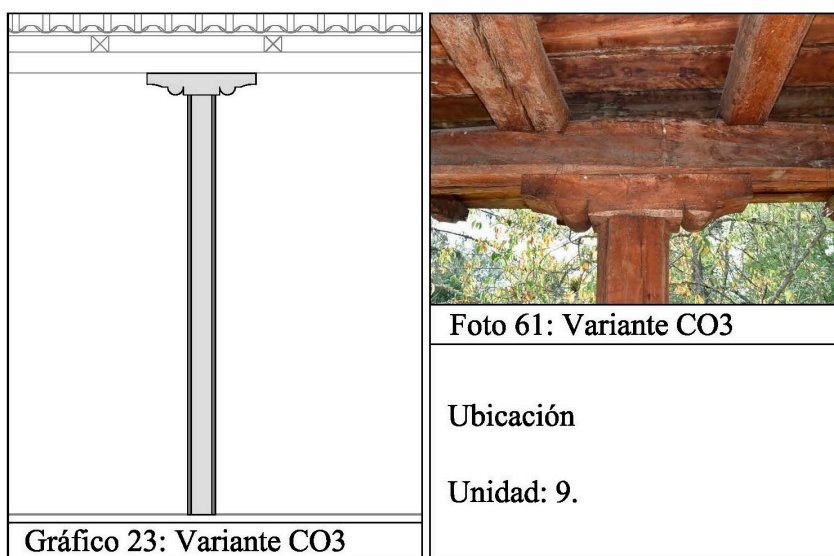 Gráfico 23: Variante CO3
Foto 61: Variante CO3
Ubicación
Unidad: 9.